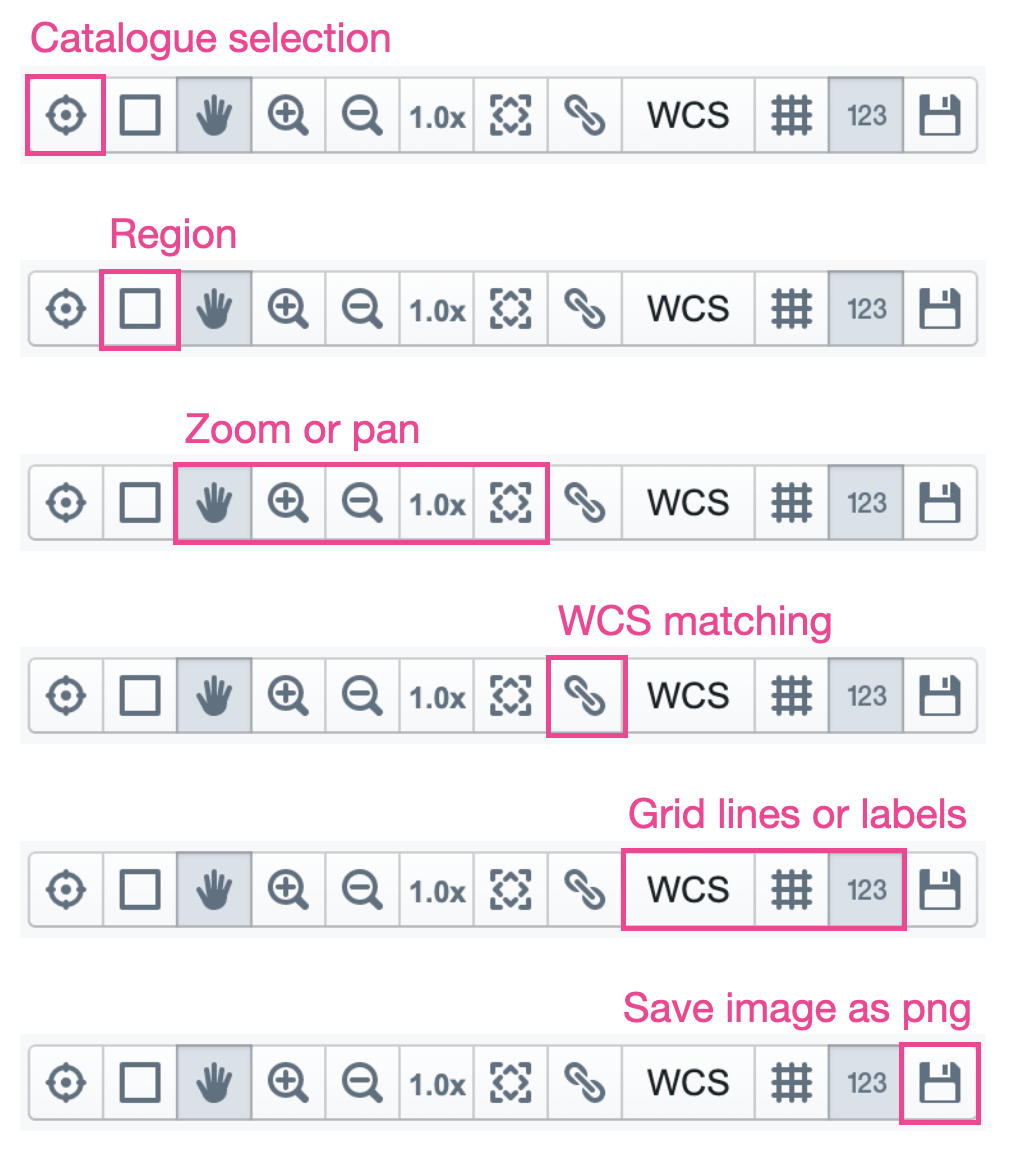 Catalogue selection
1.0x WCS 123
Region
1.0x WCS 123
Zoom or pan
1.0x WCS 123
WCS matching
1.0x WCS 123
Grid lines or labels
1.0x WCS 123
Save image as png
1.0x WCS 123